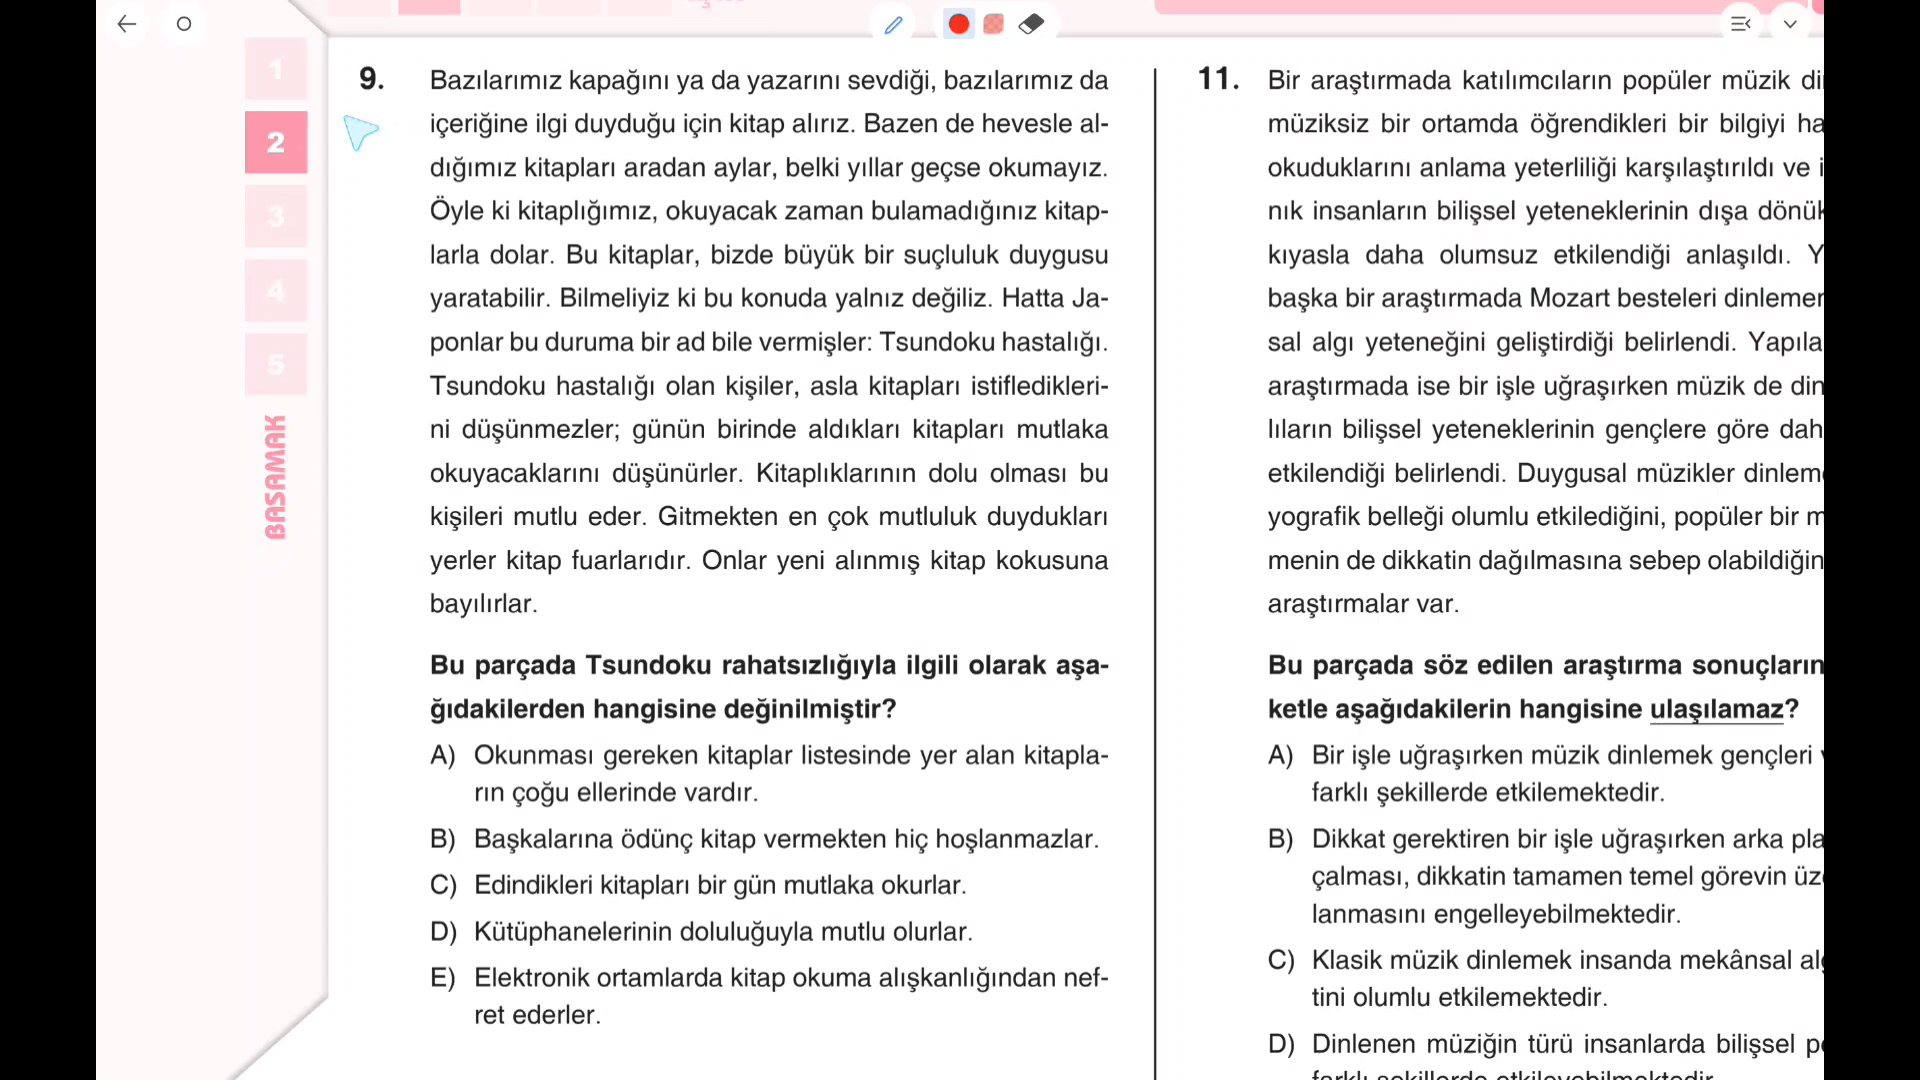 1
2
3
4
5
BASAMAK
9.
Bazılarımız kapağını ya da yazarını sevdiği, bazılarımız da
içeriğine ilgi duyduğu için kitap alırız. Bazen de hevesle al-
dığımız kitapları aradan aylar, belki yıllar geçse okumayız.
Öyle ki kitaplığımız, okuyacak zaman bulamadığınız kitap-
larla dolar. Bu kitaplar, bizde büyük bir suçluluk duygusu
yaratabilir. Bilmeliyiz ki bu konuda yalnız değiliz. Hatta Ja-
ponlar bu duruma bir ad bile vermişler: Tsundoku hastalığı.
Tsundoku hastalığı olan kişiler, asla kitapları istifledikleri-
ni düşünmezler; günün birinde aldıkları kitapları mutlaka
okuyacaklarını düşünürler. Kitaplıklarının dolu olması bu
kişileri mutlu eder. Gitmekten en çok mutluluk duydukları
yerler kitap fuarlarıdır. Onlar yeni alınmış kitap kokusuna
bayılırlar.
Bu parçada Tsundoku rahatsızlığıyla ilgili olarak aşa-
ğıdakilerden hangisine değinilmiştir?
A) Okunması gereken kitaplar listesinde yer alan kitapla-
rın çoğu ellerinde vardır.
B) Başkalarına ödünç kitap vermekten hiç hoşlanmazlar.
C) Edindikleri kitapları bir gün mutlaka okurlar.
D) Kütüphanelerinin doluluğuyla mutlu olurlar.
E) Elektronik ortamlarda kitap okuma alışkanlığından nef-
ret ederler.
11.
Bir araştırmada katılımcıların popüler müzik di
müziksiz bir ortamda öğrendikleri bir bilgiyi ha
okuduklarını anlama yeterliliği karşılaştırıldı ve i
nık insanların bilişsel yeteneklerinin dışa dönük
kıyasla daha olumsuz etkilendiği anlaşıldı. Y
başka bir araştırmada Mozart besteleri dinlemen
sal algı yeteneğini geliştirdiği belirlendi. Yapıla
araştırmada ise bir işle uğraşırken müzik de din
lıların bilişsel yeteneklerinin gençlere göre dah
etkilendiği belirlendi. Duygusal müzikler dinlem
yografik belleği olumlu etkilediğini, popüler bir m
menin de dikkatin dağılmasına sebep olabildiğin
araştırmalar var.
Bu parçada söz edilen araştırma sonuçların
ketle aşağıdakilerin hangisine ulaşılamaz?
A) Bir işle uğraşırken müzik dinlemek gençleri
farklı şekillerde etkilemektedir.
B) Dikkat gerektiren bir işle uğraşırken arka pla
çalması, dikkatin tamamen temel görevin üz
lanmasını engelleyebilmektedir.
C) Klasik müzik dinlemek insanda mekânsal alg
tini olumlu etkilemektedir.
D) Dinlenen müziğin türü insanlarda bilişsel p